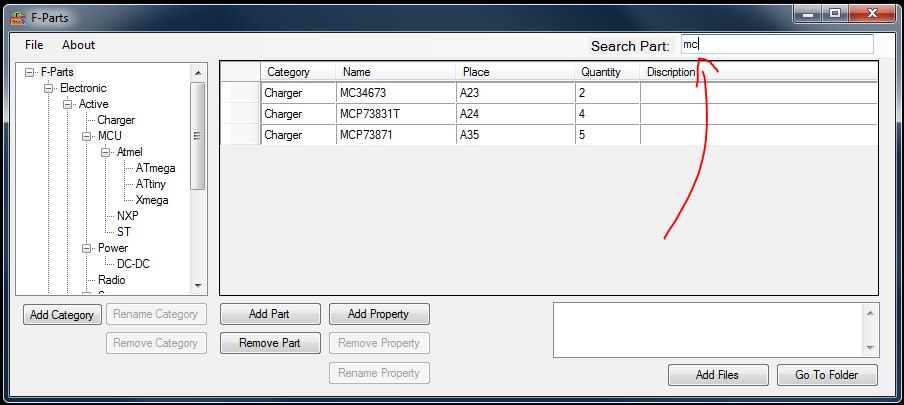 F-Parts
File About
Search Part: mc
F-Parts
Electronic
Active
Charger
MCU
Atmel
ATmega
ATtiny
Xmega
NXP
ST
Power
DC-DC
Radio
Category Name Place Quantity Discription
Charger MC34673 A23 2
Charger MCP73831T A24 4
Charger MCP73871 A35 5
Add Category Rename Category Add Part Add Property
Remove Category Remove Part Remove Property
Rename Property
Add Files Go To Folder